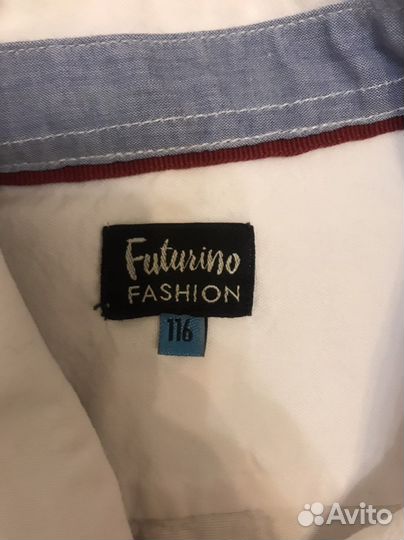 Futurino
FASHION
116
Avito